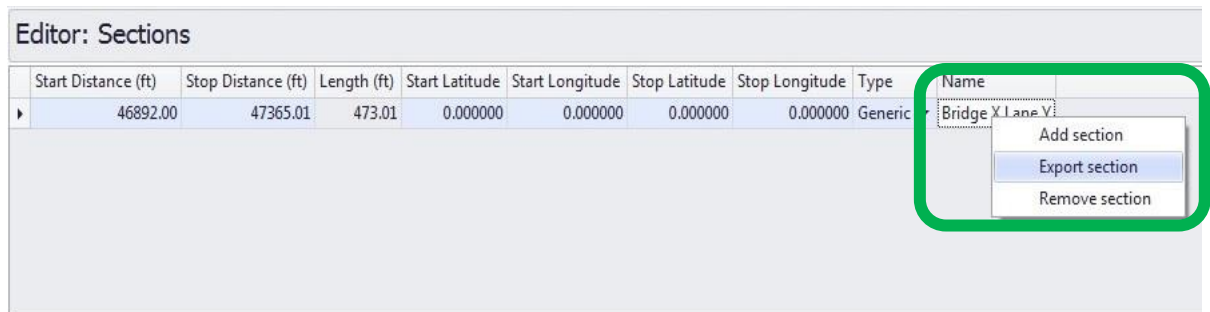 Editor: Sections
Start Distance (ft) Stop Distance (ft) Length (ft) Start Latitude Start Longitude Stop Latitude Stop Longitude Type Name
46892.00 47365.01 473.01 0.000000 0.000000 0.000000 0.000000 Generic Bridge X Lane Y
Add section
Export section
Remove section